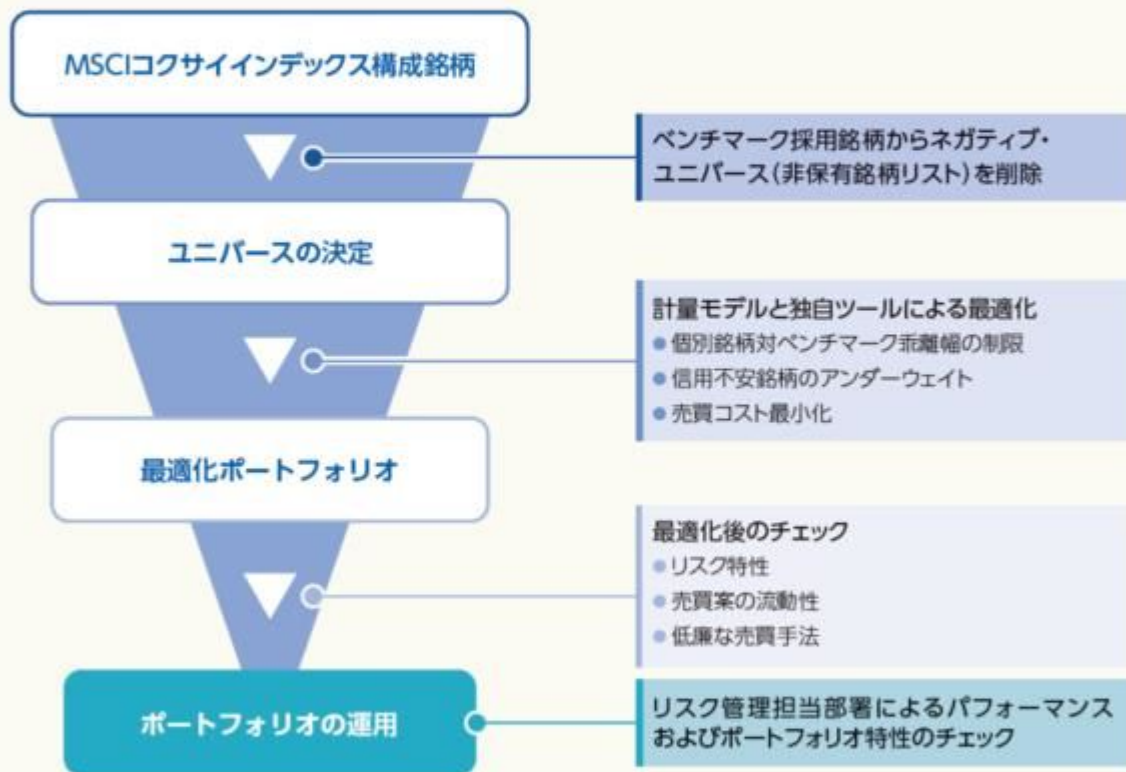 MSCIコクサイインデックス構成銘柄
ベンチマーク採用銘柄からネガティブ・
ユニバース(非保有銘柄リスト)を削除
ユニバースの決定
計量モデルと独自ツールによる最適化
●個別銘柄対ベンチマーク乖離幅の制限
●信用不安銘柄のアンダーウェイト
●売買コスト最小化
最適化ポートフォリオ
最適化後のチェック
●リスク特性
●売買案の流動性
●低廉な売買手法
ポートフォリオの運用
リスク管理担当部署によるパフォーマンス
およびポートフォリオ特性のチェック